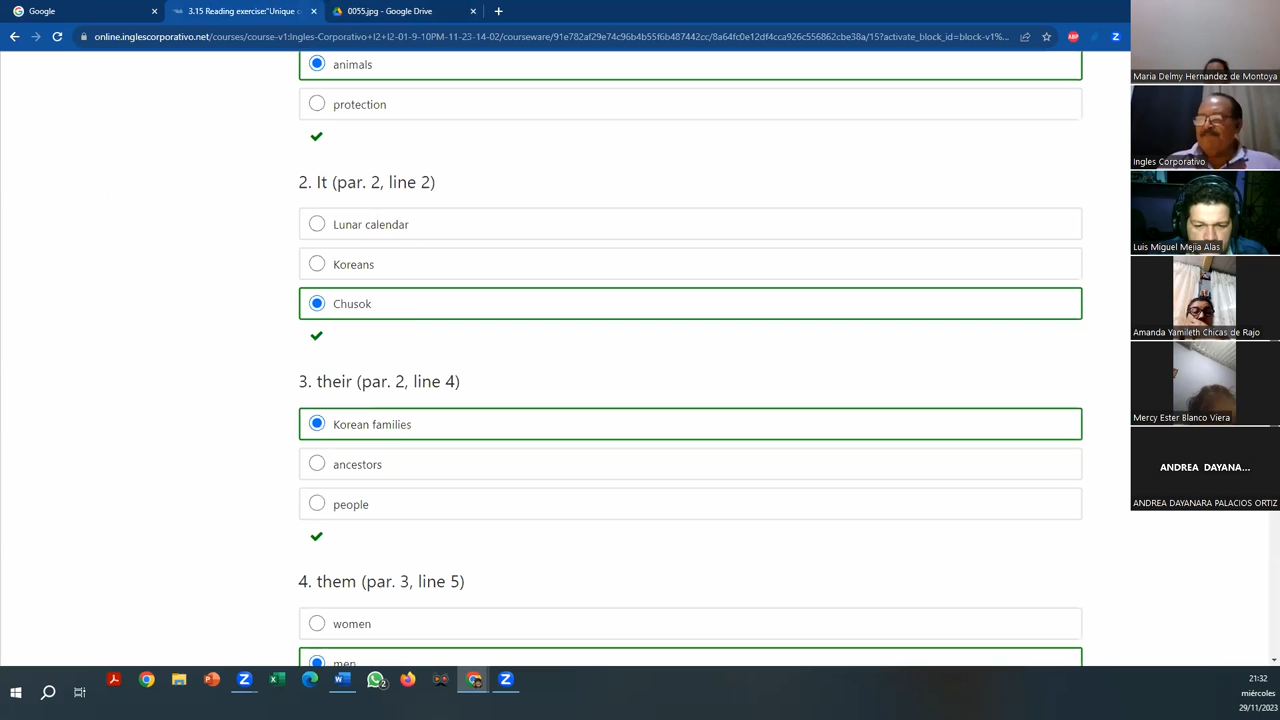 Google
3.15 Reading exercise:"Unique c
0055.jpg - Google Drive
online.inglescorporativo.net/courses/course-v1:Ingles-Corporativo+I2+I2-01-9-10PM-11-23-14-02/courseware/91e782af29e74c96b4b55f6b487442cc/8a64fc0e12df4cca926c556862cbe38a/15?activate_block_id=block-v1%...
ABP
animals
protection
2. It (par. 2, line 2)
Lunar calendar
Koreans
Chusok
3. their (par. 2, line 4)
Korean families
ancestors
people
4. them (par. 3, line 5)
women
men
Maria Delmy Hernandez de Montoya
Ingles Corporativo
Luis Miguel Mejia Alas
Amanda Yamileth Chicas de Rajo
Mercy Ester Blanco Viera
ANDREA DAYANA...
ANDREA DAYANARA PALACIOS ORTIZ
2
21:32
miércoles
29/11/2023